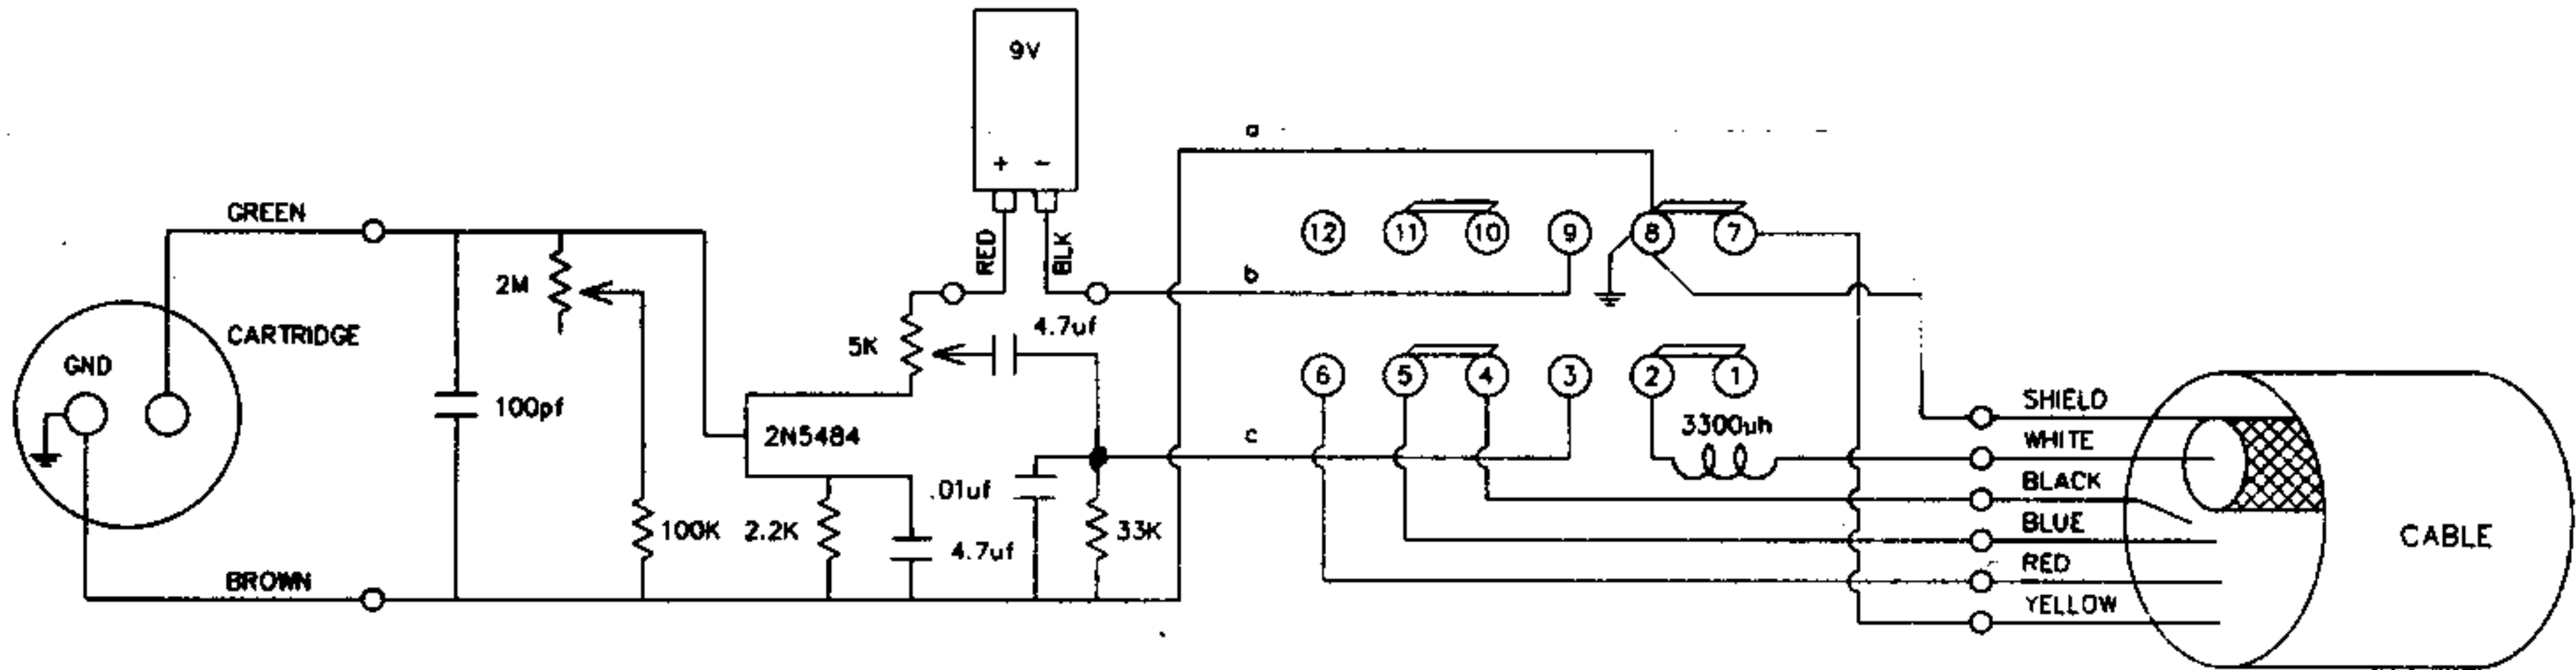 9V
+ -
RED
BLK
a
GREEN
12
11
10
9
8
7
2M
b
CARTRIDGE
4.7uf
5K
GND
6
5
4
3
2
1
100pf
2N5484
c
3300uh
SHIELD
WHITE
BLACK
BLUE
RED
YELLOW
CABLE
.01uf
100K
2.2K
4.7uf
33K
BROWN